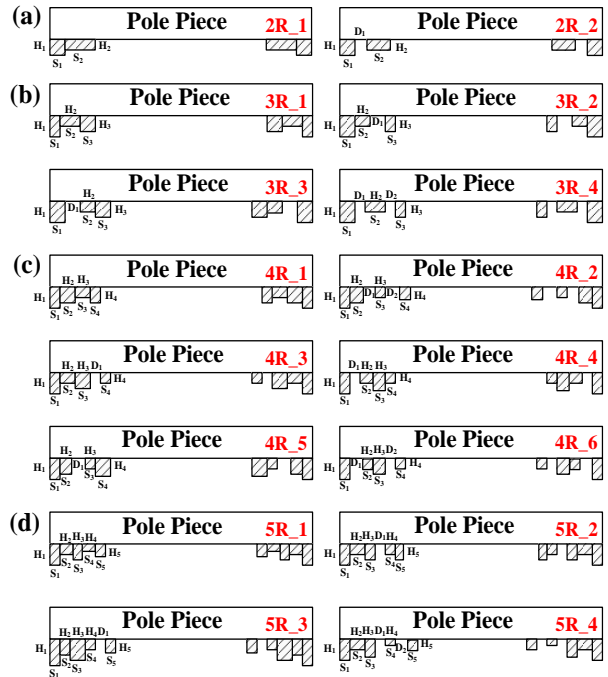 (a)
Pole Piece 2R_1
H1 S1 S2 H2
Pole Piece 2R_2
H1 D1 S1 S2 H2
(b)
Pole Piece 3R_1
H1 H2 S1 S2 S3 H3
Pole Piece 3R_2
H1 H2 D1 S1 S2 S3 H3
Pole Piece 3R_3
H1 D1 H2 S1 S2 S3 H3
Pole Piece 3R_4
H1 D1 H2 D2 S1 S2 S3 H3
(c)
Pole Piece 4R_1
H1 H2 H3 S1 S2 S3 S4 H4
Pole Piece 4R_2
H1 H2 D1 H3 D2 S1 S2 S3 S4 H4
Pole Piece 4R_3
H1 H2 H3 D1 S1 S2 S3 S4 H4
Pole Piece 4R_4
H1 D1 H2 H3 S1 S2 S3 S4 H4
Pole Piece 4R_5
H1 H2 D1 H3 S1 S2 S3 S4 H4
Pole Piece 4R_6
H1 D1 H2 H3 D2 S1 S2 S3 S4 H4
(d)
Pole Piece 5R_1
H1 H2 H3 H4 S1 S2 S3 S4 S5 H5
Pole Piece 5R_2
H1 H2 H3 D1 H4 S1 S2 S3 S4 S5 H5
Pole Piece 5R_3
H1 H2 H3 H4 D1 S1 S2 S3 S4 S5 H5
Pole Piece 5R_4
H1 H2 H3 D1 H4 S1 S2 S3 S4 D2 S5 H5